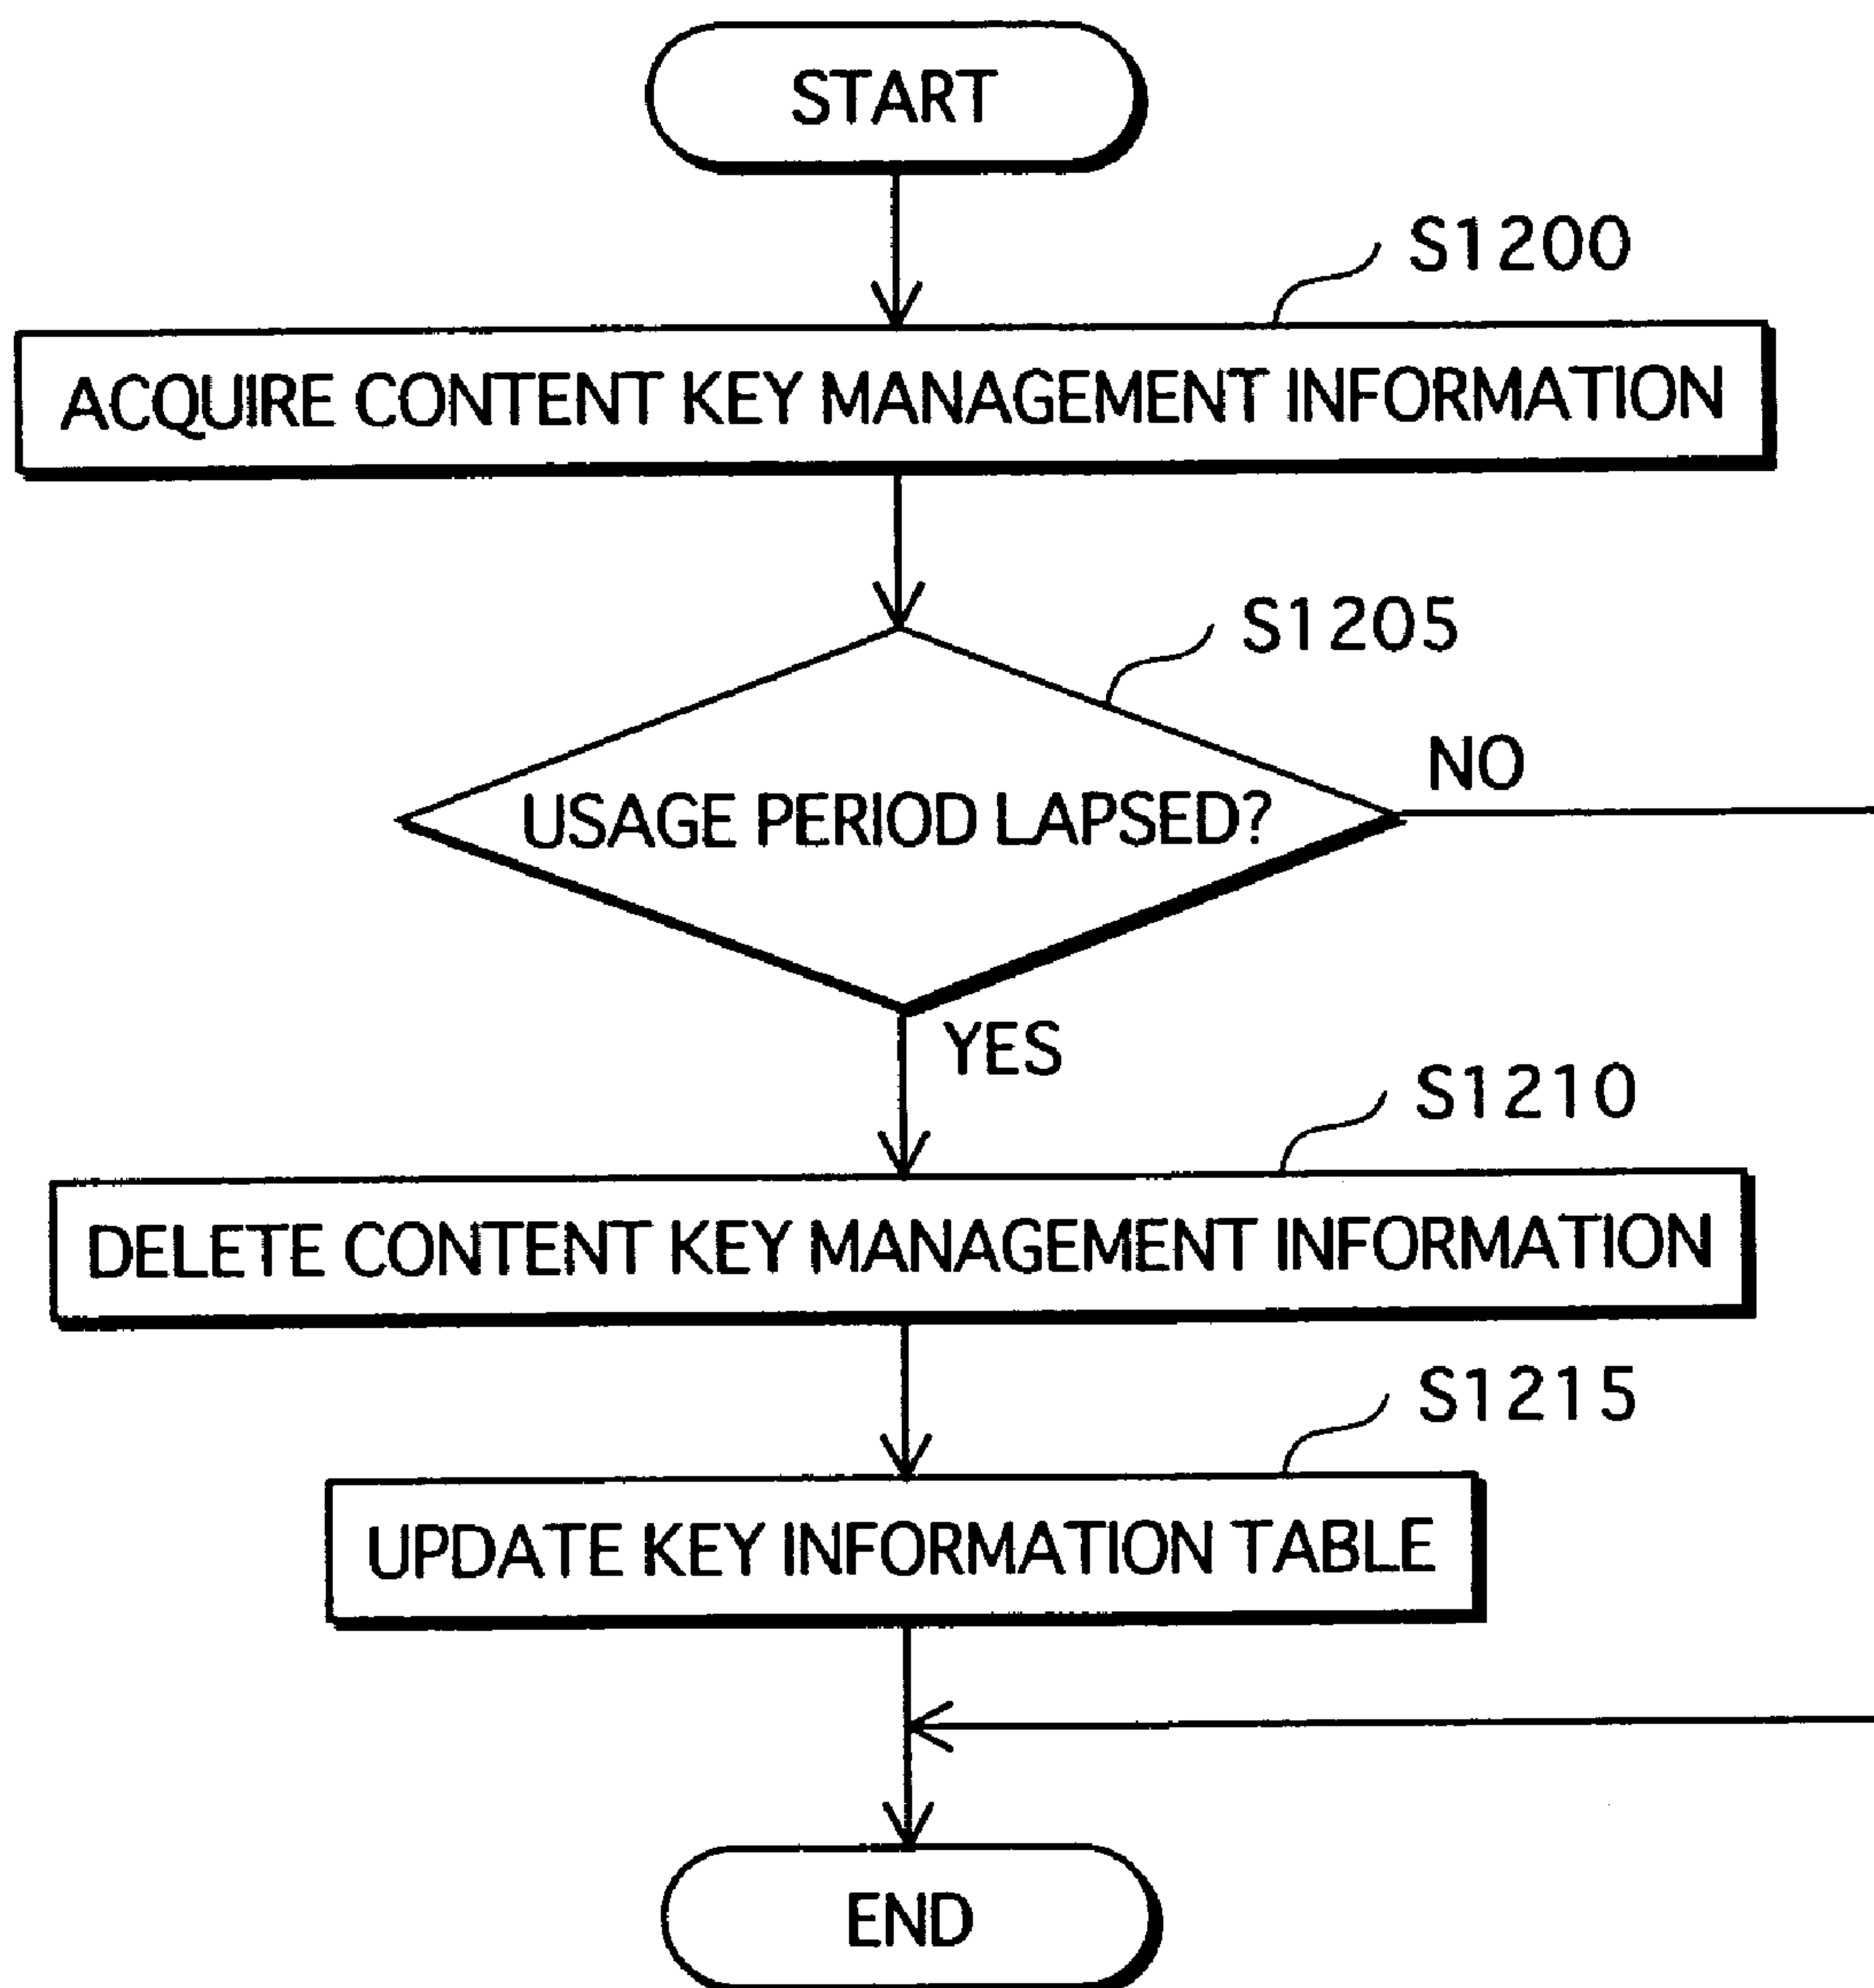 START
S1200
ACQUIRE CONTENT KEY MANAGEMENT INFORMATION
S1205
NO
USAGE PERIOD LAPSED?
YES
S1210
DELETE CONTENT KEY MANAGEMENT INFORMATION
S1215
UPDATE KEY INFORMATION TABLE
END